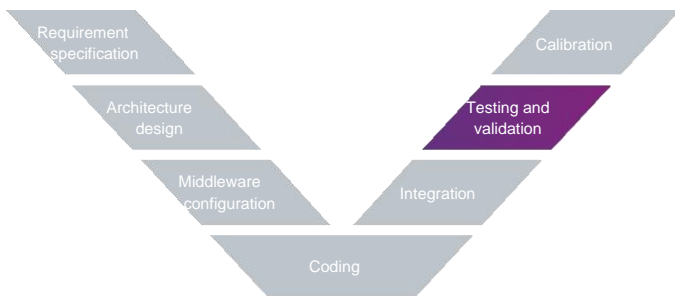 Requirement
specification
Calibration
Architecture
design
Testing and
validation
Middleware
configuration
Integration
Coding